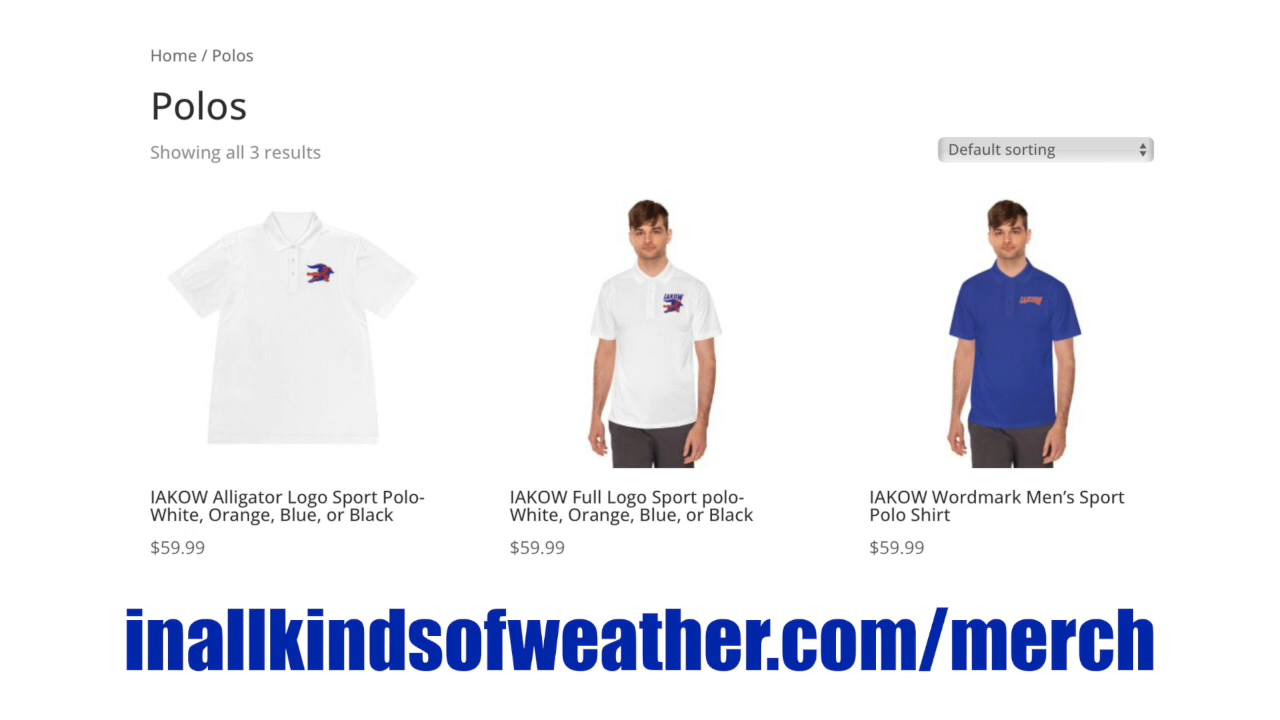 Home / Polos
Polos
Showing all 3 results
Default sorting
IAKOW
IAKOW
IAKOW Alligator Logo Sport Polo-
White, Orange, Blue, or Black
$59.99
IAKOW Full Logo Sport polo-
White, Orange, Blue, or Black
$59.99
IAKOW Wordmark Men’s Sport
Polo Shirt
$59.99
inallkindsofweather.com/merch